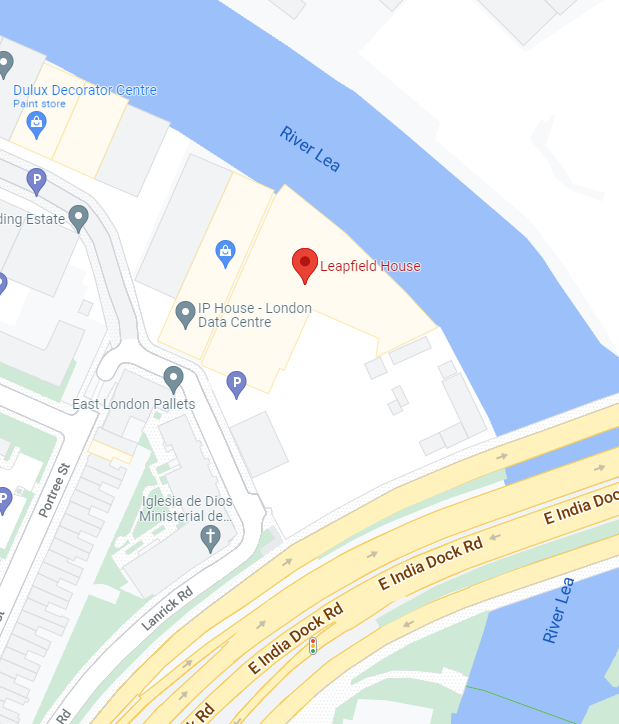 Dulux Decorator Centre
Paint store
River Lea
P
ding Estate
Leapfield House
IP House - London
Data Centre
P
East London Pallets
Portree St
P
Iglesia de Dios
Ministerial de...
E India Doc
E India Dock Rd
Lanrick Rd
E India Dock Rd
River Lea
Rd
ck Rd